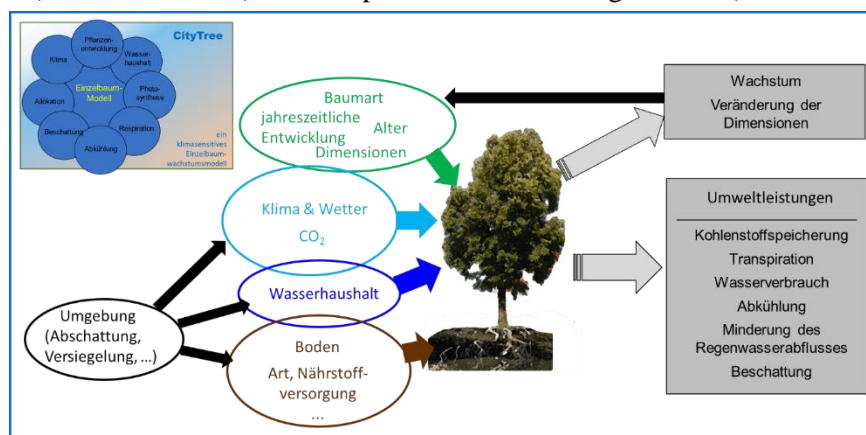 CityTree
Pflanzen-
entwicklung
Klima
Wasser-
haushalt
Einzelbaum-
Modell
Photo-
synthese
Allokation
Beschattung
Respiration
Abkühlung
ein
klimasensitives
Einzelbaum-
wachstumsmodell
Baumart
jahreszeitliche
Entwicklung
Alter
Dimensionen
Klima & Wetter
CO₂
Wasserhaushalt
Umgebung
(Abschattung,
Versiegelung, ...)
Boden
Art, Nährstoff-
versorgung
...
Wachstum
Veränderung der
Dimensionen
Umweltleistungen
Kohlenstoffspeicherung
Transpiration
Wasserverbrauch
Abkühlung
Minderung des
Regenwasserabflusses
Beschattung